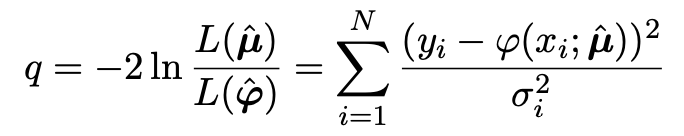 q = −2 ln L(μ̂) / L(φ̂) = ∑_{i=1}^{N} (y_i − φ(x_i; μ̂))² / σ_i²